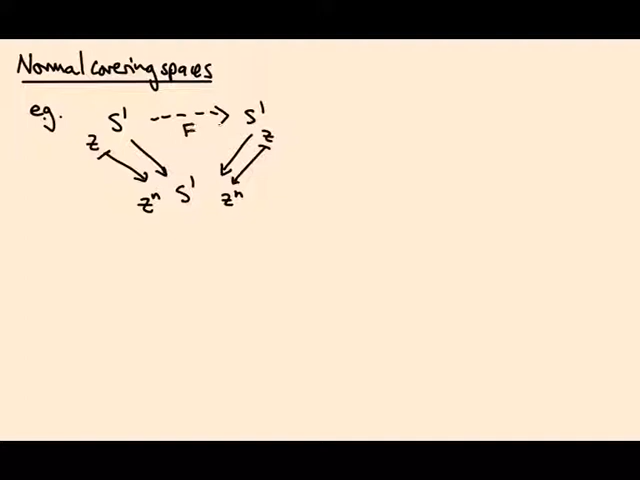 Normal covering spaces
eg. S¹ ⇢ S¹
F
z z
zⁿ S¹ zⁿ